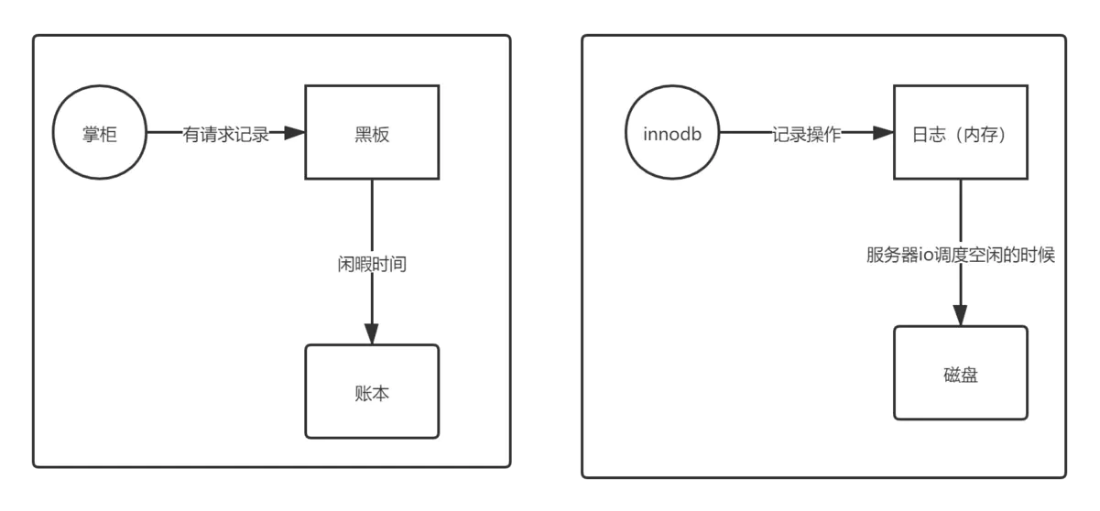 掌柜
有请求记录
黑板
闲暇时间
账本
innodb
记录操作
日志（内存）
服务器io调度空闲的时候
磁盘